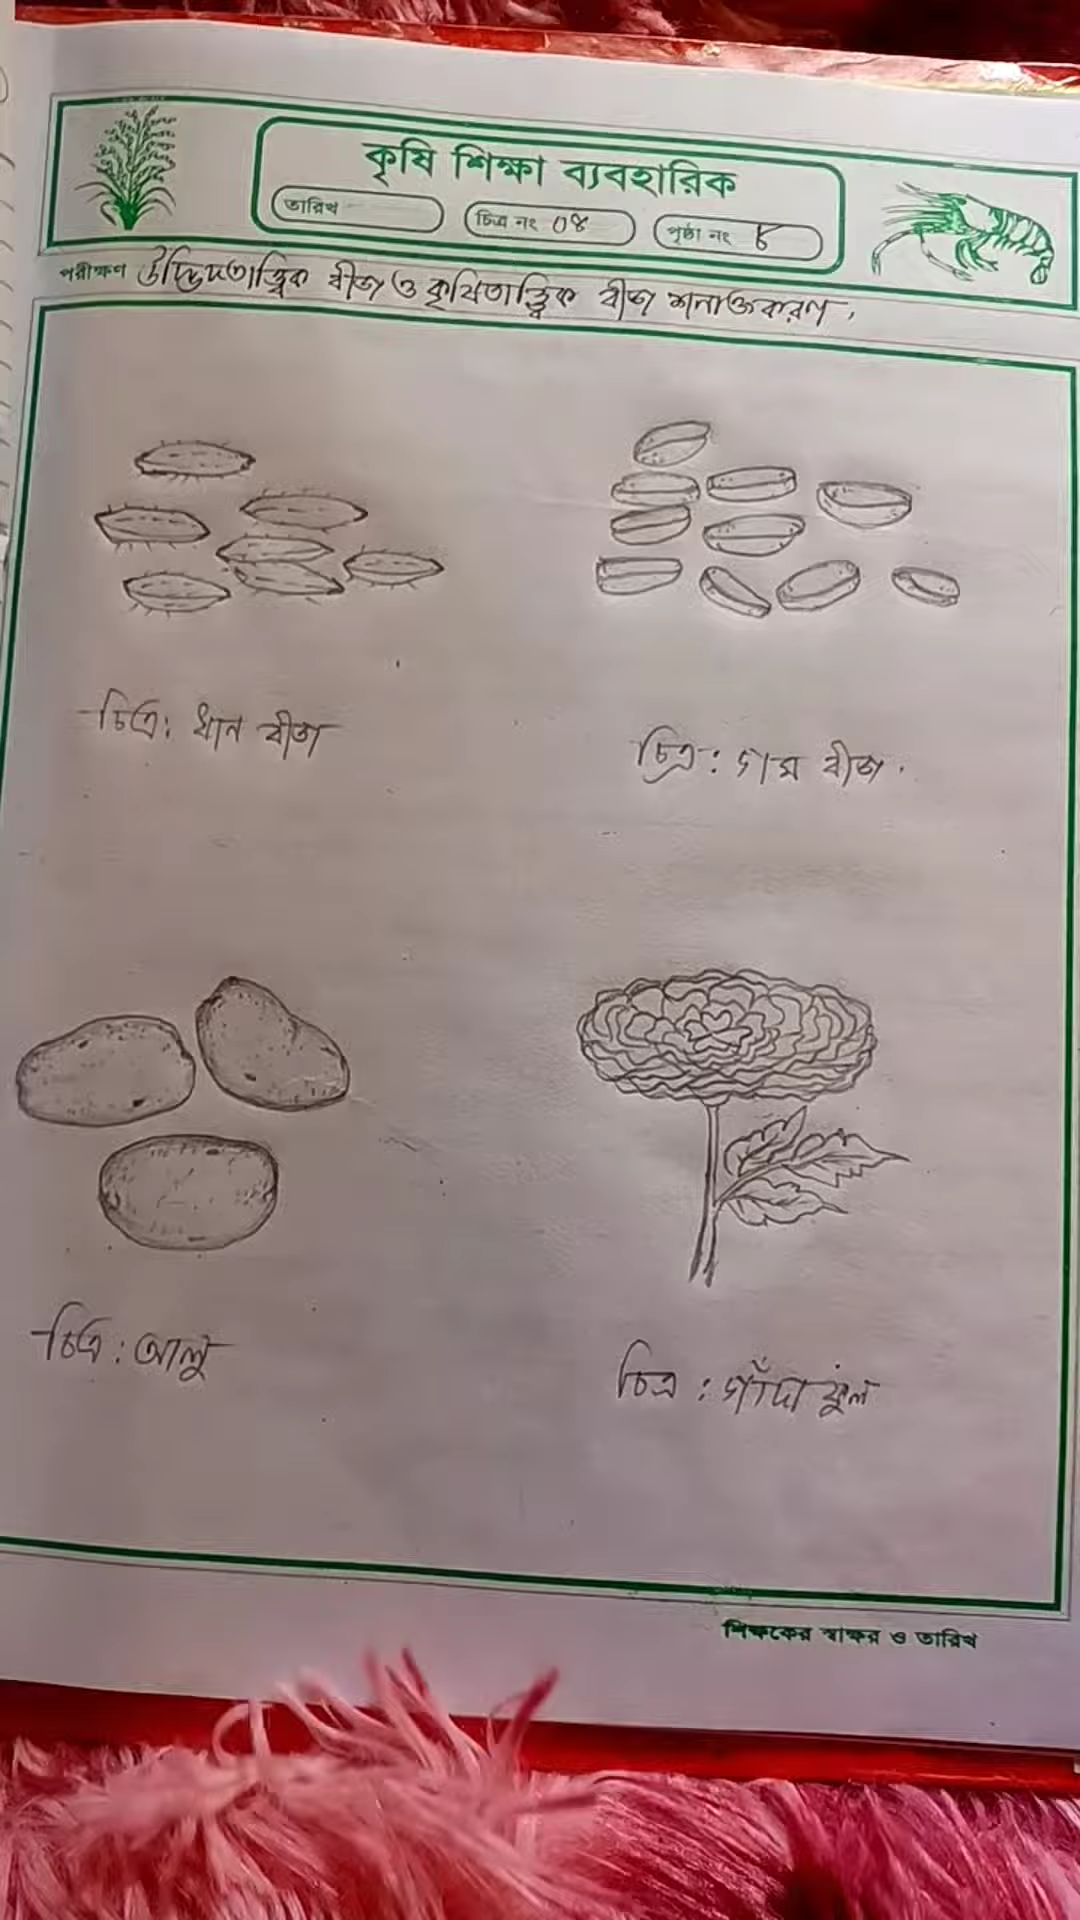 কৃষি শিক্ষা ব্যবহারিক
তারিখ চিত্র নং ০৪ পৃষ্ঠা নং ৮
পরীক্ষণ উদ্ভিদতাত্ত্বিক বীজ ও কৃষিতাত্ত্বিক বীজ শনাক্তকরণ,
চিত্র: ধান বীজ
চিত্র: গম বীজ.
চিত্র: আলু
চিত্র: গাঁদা ফুল
শিক্ষকের স্বাক্ষর ও তারিখ